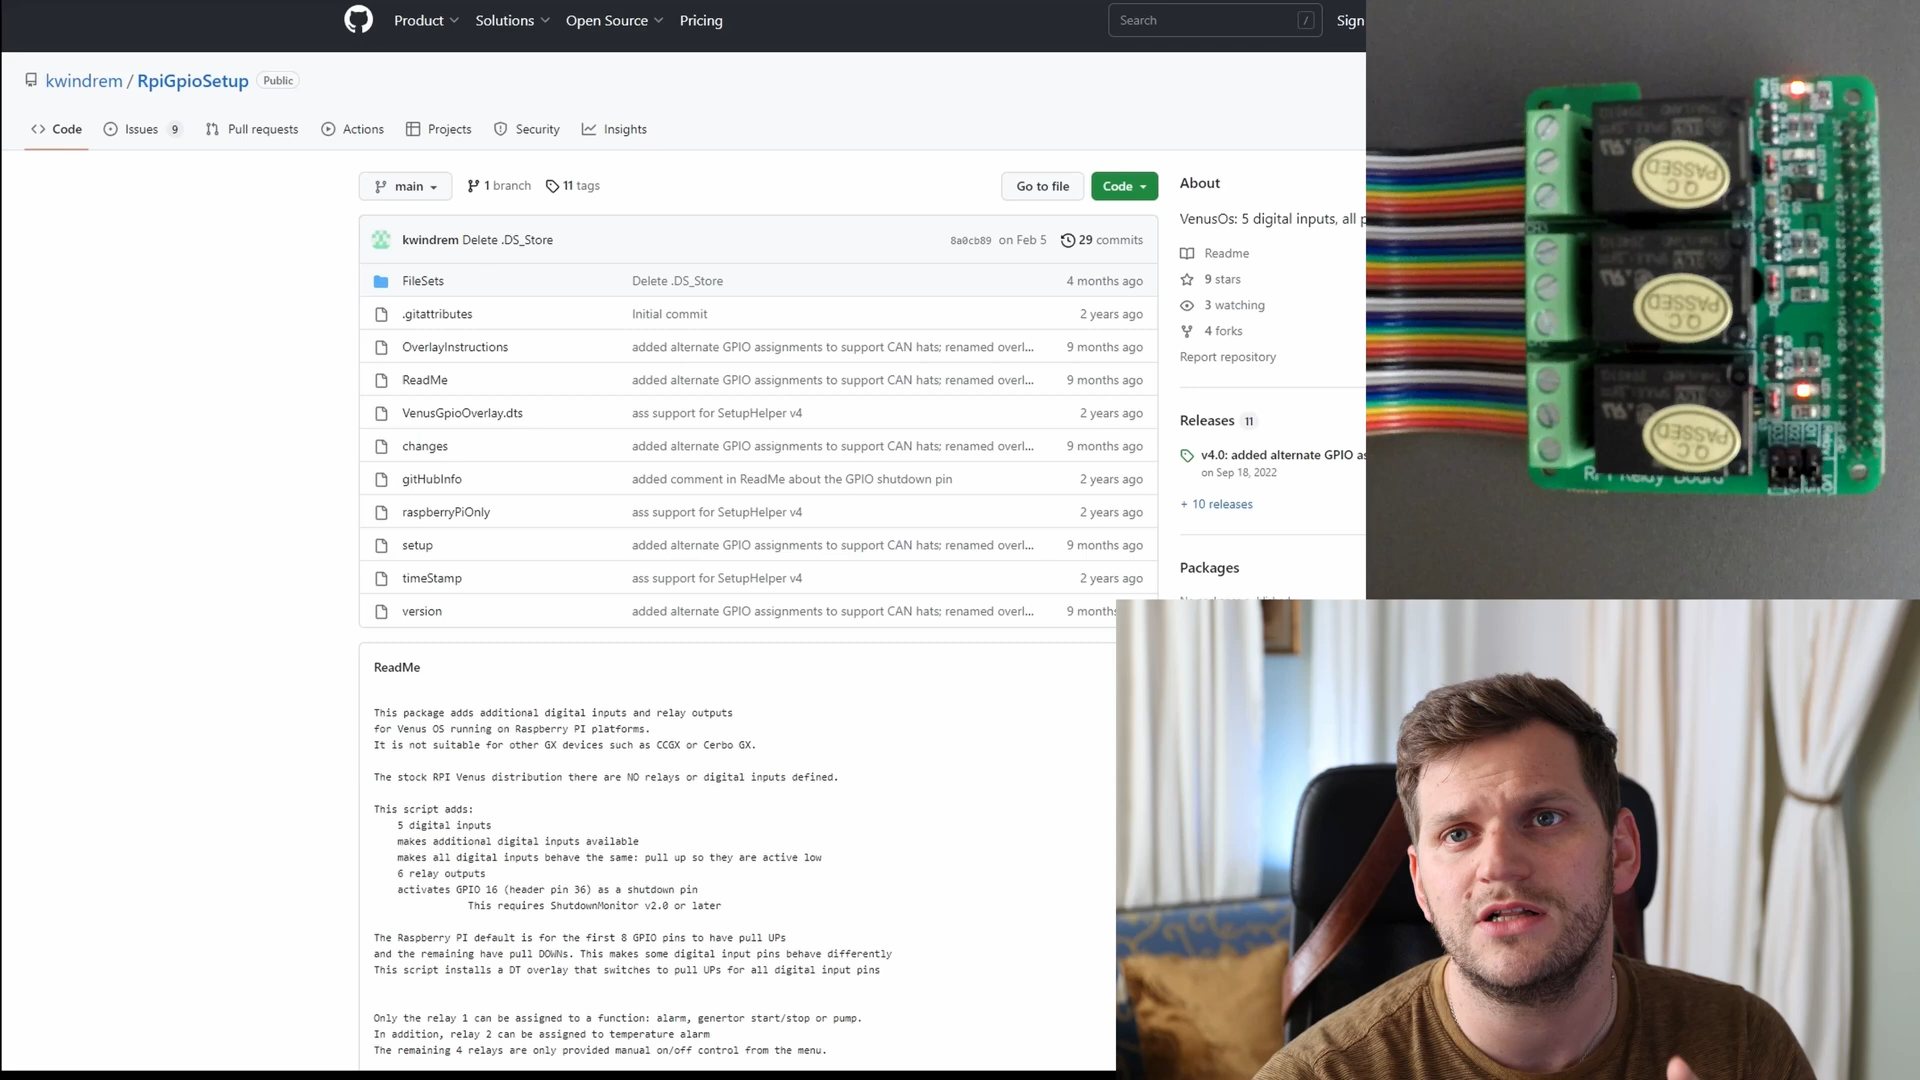 Product Solutions Open Source Pricing Search / Sign
kwindrem / RpiGpioSetup Public
Code Issues 9 Pull requests Actions Projects Security Insights
main 1 branch 11 tags Go to file Code
kwindrem Delete .DS_Store 8a0cb89 on Feb 5 29 commits
FileSets Delete .DS_Store 4 months ago
.gitattributes Initial commit 2 years ago
OverlayInstructions added alternate GPIO assignments to support CAN hats; renamed overl... 9 months ago
ReadMe added alternate GPIO assignments to support CAN hats; renamed overl... 9 months ago
VenusGpioOverlay.dts ass support for SetupHelper v4 2 years ago
changes added alternate GPIO assignments to support CAN hats; renamed overl... 9 months ago
gitHubInfo added comment in ReadMe about the GPIO shutdown pin 2 years ago
raspberryPiOnly ass support for SetupHelper v4 2 years ago
setup added alternate GPIO assignments to support CAN hats; renamed overl... 9 months ago
timeStamp ass support for SetupHelper v4 2 years ago
version added alternate GPIO assignments to support CAN hats; renamed overl... 9 month
ReadMe
This package adds additional digital inputs and relay outputs
for Venus OS running on Raspberry PI platforms.
It is not suitable for other GX devices such as CCGX or Cerbo GX.
The stock RPI Venus distribution there are NO relays or digital inputs defined.
This script adds:
5 digital inputs
makes additional digital inputs available
makes all digital inputs behave the same: pull up so they are active low
6 relay outputs
activates GPIO 16 (header pin 36) as a shutdown pin
This requires ShutdownMonitor v2.0 or later
The Raspberry PI default is for the first 8 GPIO pins to have pull UPs
and the remaining have pull DOWNs. This makes some digital input pins behave differently
This script installs a DT overlay that switches to pull UPs for all digital input pins
Only the relay 1 can be assigned to a function: alarm, genertor start/stop or pump.
In addition, relay 2 can be assigned to temperature alarm
The remaining 4 relays are only provided manual on/off control from the menu.
About
VenusOs: 5 digital inputs, all p
Readme
9 stars
3 watching
4 forks
Report repository
Releases 11
v4.0: added alternate GPIO as
on Sep 18, 2022
+ 10 releases
Packages
Q.C
PASSED
Q.C
PASSED
Q.C
PASSED
RPI Relay Board